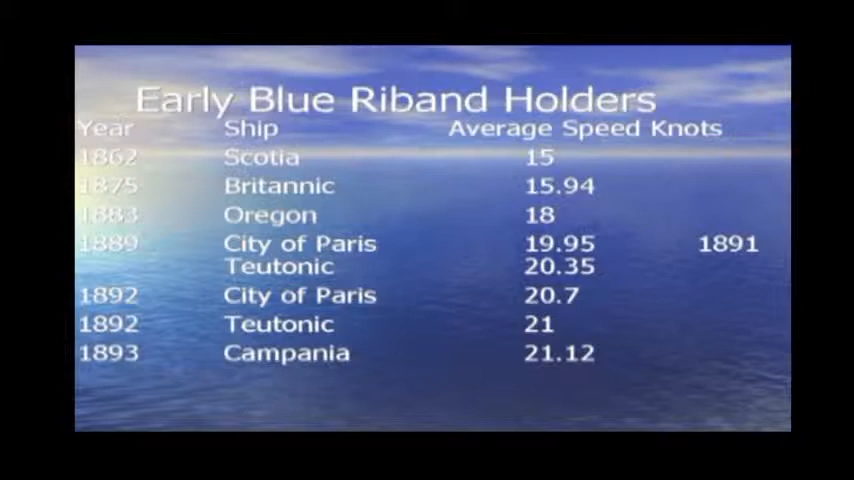 Early Blue Riband Holders
Year Ship Average Speed Knots
1862 Scotia 15
1875 Britannic 15.94
1883 Oregon 18
1889 City of Paris 19.95 1891
Teutonic 20.35
1892 City of Paris 20.7
1892 Teutonic 21
1893 Campania 21.12